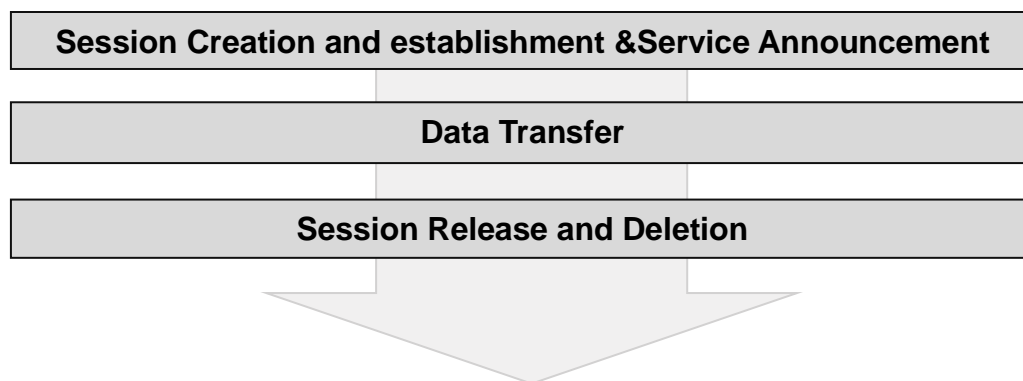 Session Creation and establishment &Service Announcement
Data Transfer
Session Release and Deletion